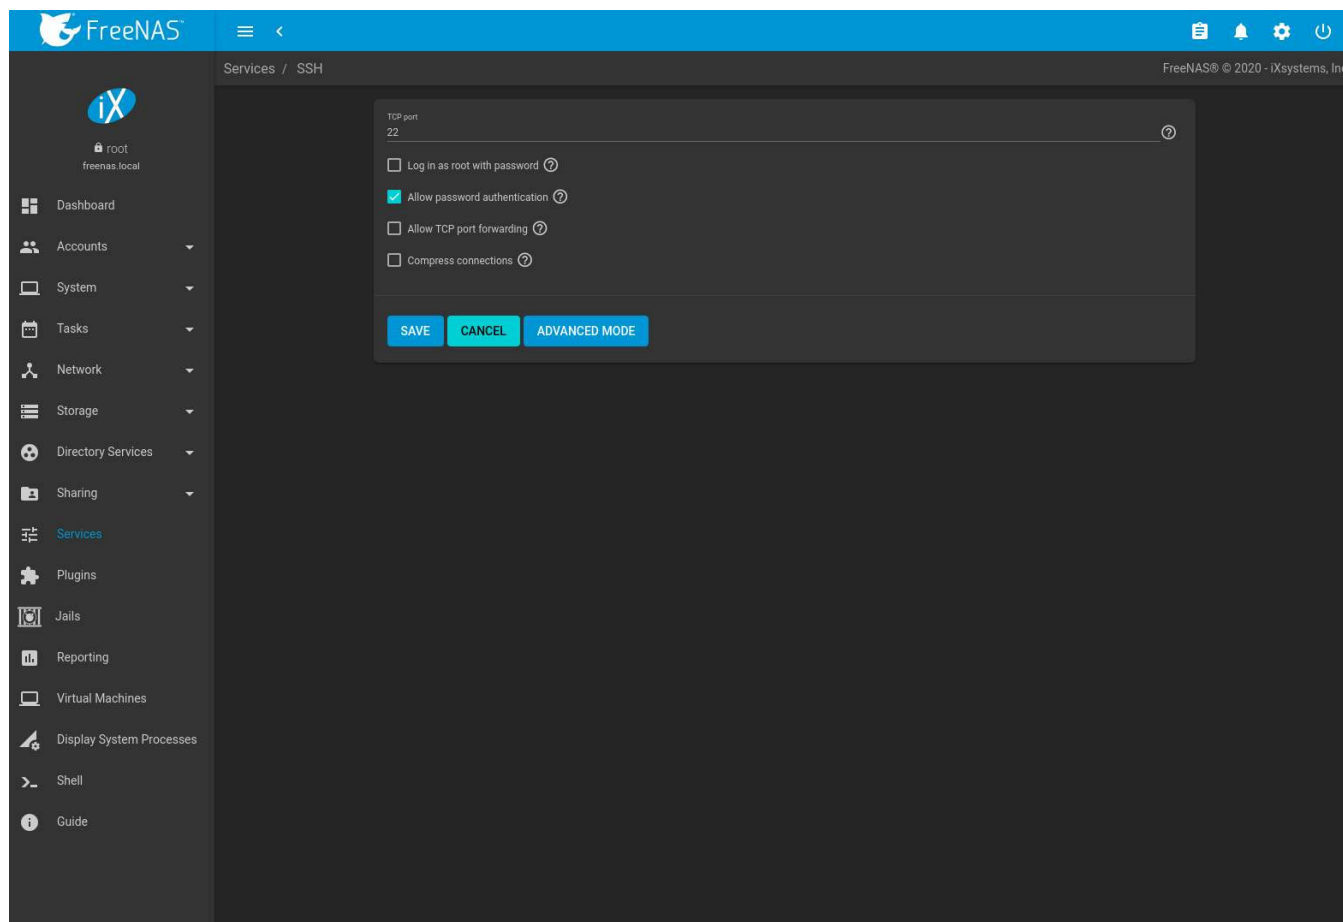 FreeNAS™
Services / SSH
FreeNAS® © 2020 - iXsystems, Inc
iX
root
freenas.local
Dashboard
Accounts
System
Tasks
Network
Storage
Directory Services
Sharing
Services
Plugins
Jails
Reporting
Virtual Machines
Display System Processes
Shell
Guide
TCP port
22
Log in as root with password
Allow password authentication
Allow TCP port forwarding
Compress connections
SAVE CANCEL ADVANCED MODE